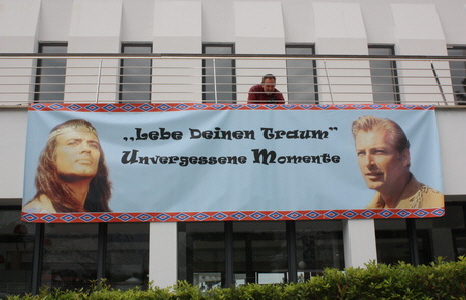 ,,Lebe Deinen Traum"
Unvergessene Momente